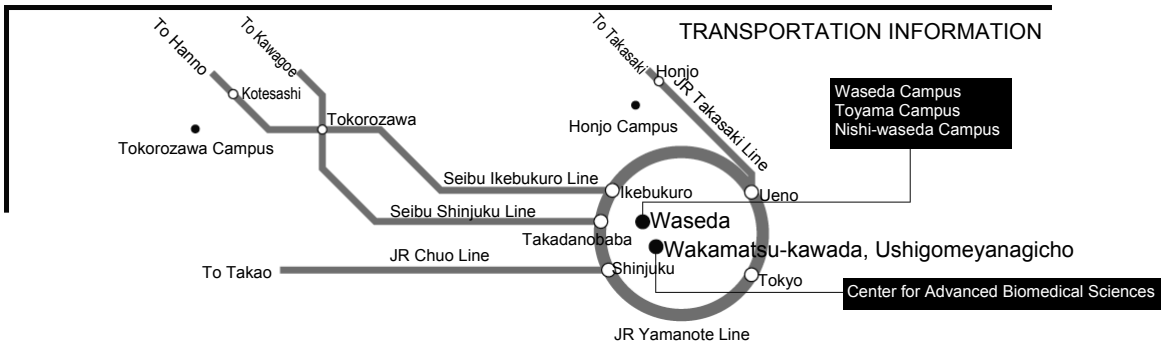 TRANSPORTATION INFORMATION
To Hanno
To Kawagoe
To Takasaki
Honjo
JR Takasaki Line
Kotesashi
Waseda Campus
Toyama Campus
Nishi-waseda Campus
Tokorozawa
Tokorozawa Campus
Honjo Campus
Seibu Ikebukuro Line
Ikebukuro
Ueno
Seibu Shinjuku Line
Waseda
Takadanobaba
Wakamatsu-kawada, Ushigomeyanagicho
JR Chuo Line
To Takao
Shinjuku
Tokyo
Center for Advanced Biomedical Sciences
JR Yamanote Line